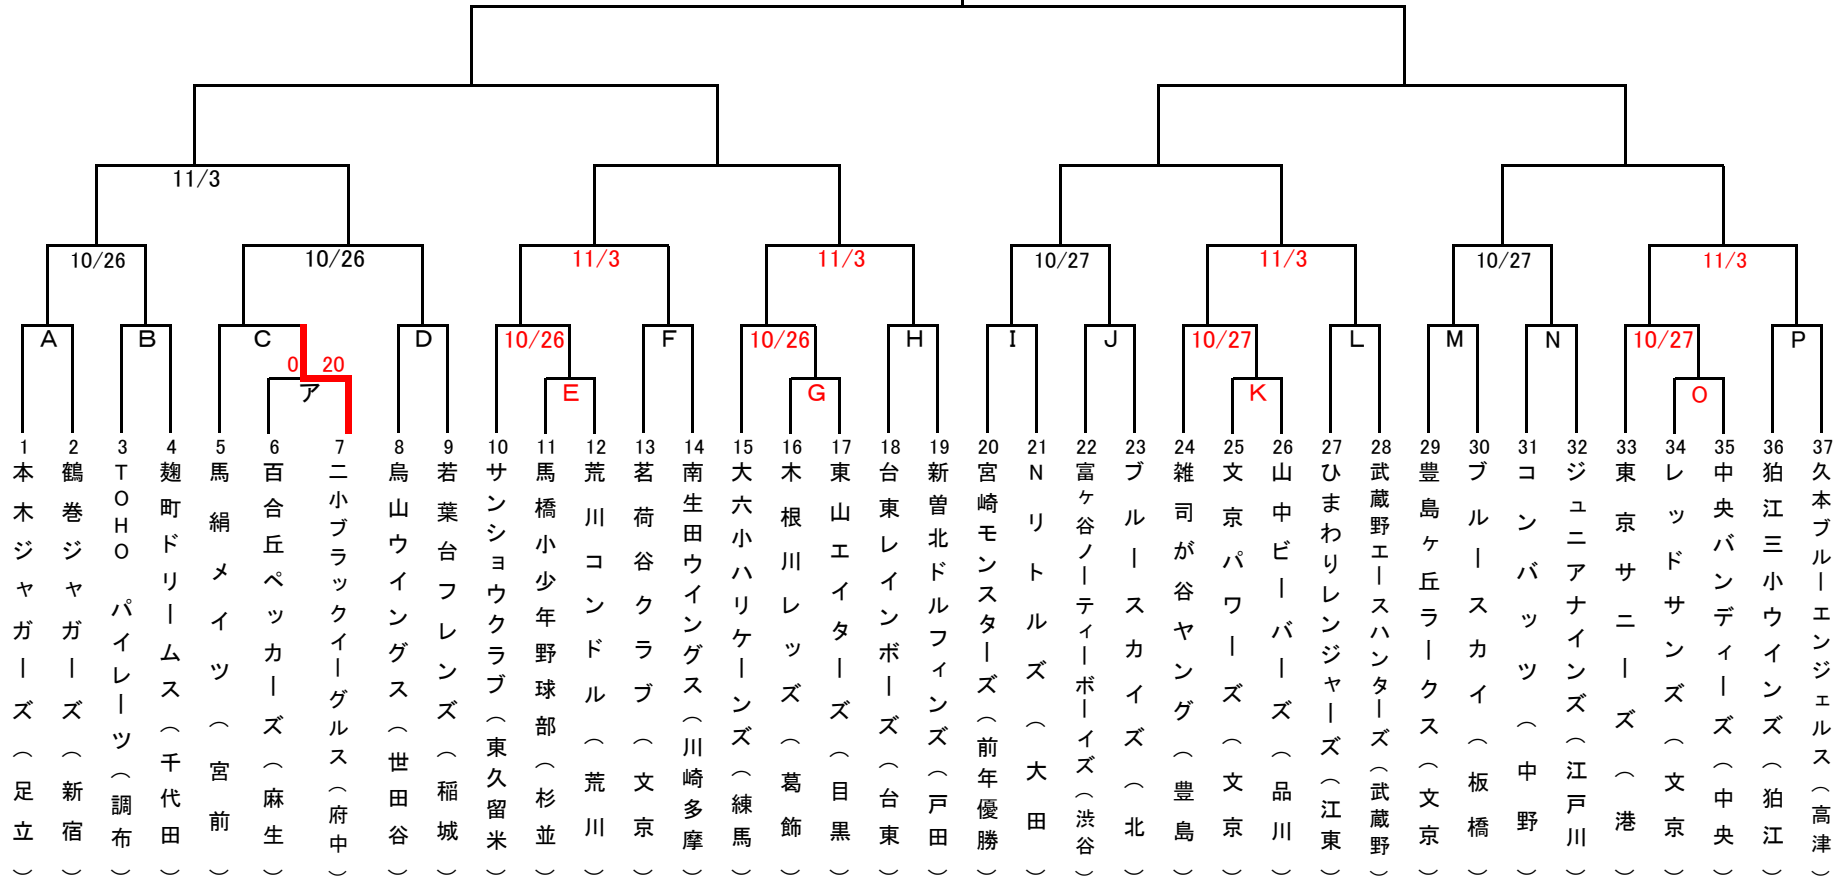 11/3
10/26
10/26
11/3
11/3
10/27
11/3
10/27
11/3
A
B
C
D
10/26
F
10/26
H
I
J
10/27
L
M
N
10/27
P
0 20
ア
E
G
K
O
1 本木ジャガーズ（足立）
2 鶴巻ジャガーズ（新宿）
3 TOHO パイレーツ（調布）
4 麹町ドリームス（千代田）
5 馬絹メイツ（宮前）
6 百合丘ペッカーズ（麻生）
7 二小ブラックイーグルス（府中）
8 烏山ウイングス（世田谷）
9 若葉台フレンズ（稲城）
10 サンショウクラブ（東久留米）
11 馬橋小少年野球部（杉並）
12 荒川コンドル（荒川）
13 茗荷谷クラブ（文京）
14 南生田ウイングス（川崎多摩）
15 大六小ハリケーンズ（練馬）
16 木根川レッズ（葛飾）
17 東山エイターズ（目黒）
18 台東レインボーズ（台東）
19 新曽北ドルフィンズ（戸田）
20 宮崎モンスターズ（前年優勝）
21 Nリトルズ（大田）
22 富ヶ谷ノーティーボーイズ（渋谷）
23 ブルースカイズ（北）
24 雑司が谷ヤング（豊島）
25 文京パワーズ（文京）
26 山中ビーバーズ（品川）
27 ひまわりレンジャーズ（江東）
28 武蔵野エースハンターズ（武蔵野）
29 豊島ヶ丘ラークス（文京）
30 ブルースカイ（板橋）
31 コンバッツ（中野）
32 ジュニアナインズ（江戸川）
33 東京サニーズ（港）
34 レッドサンズ（文京）
35 中央バンディーズ（中央）
36 狛江三小ウインズ（狛江）
37 久本ブルーエンジェルス（高津）